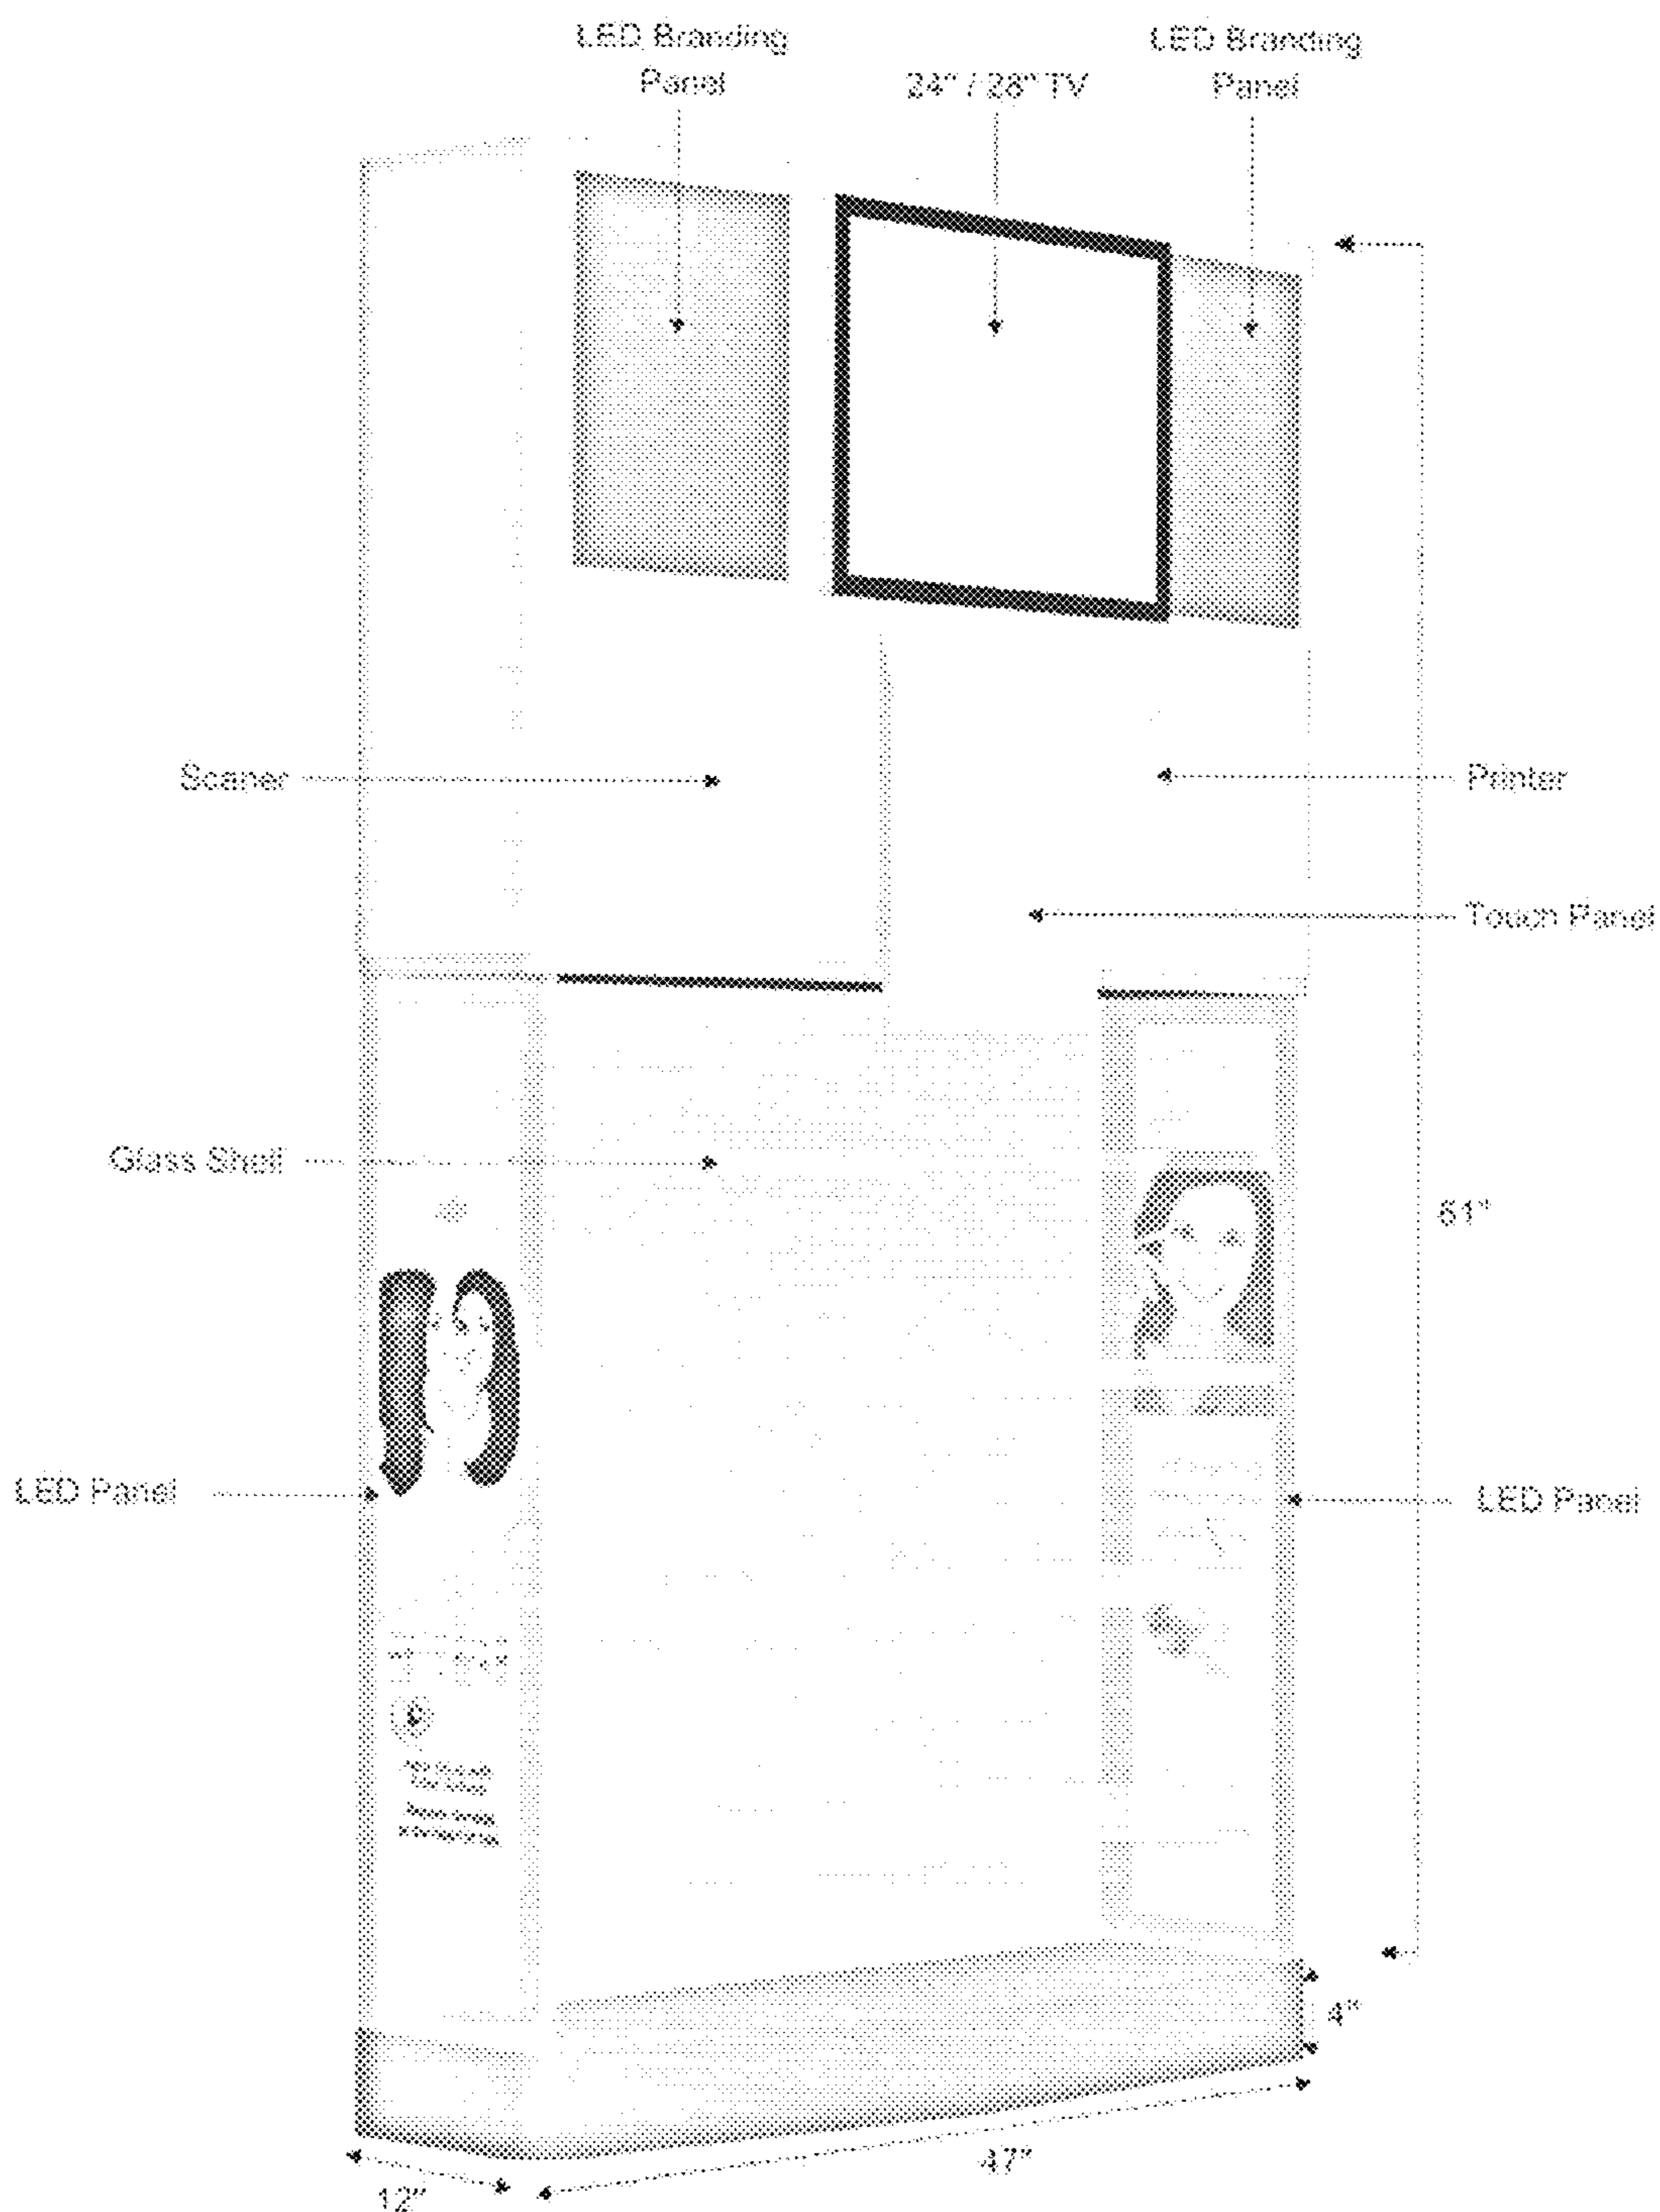 LED Branding
Panel
24" / 28" TV
LED Branding
Panel
Scaner
Printer
Touch Panel
Glass Shelf
61"
LED Panel
LED Panel
4"
47"
12"